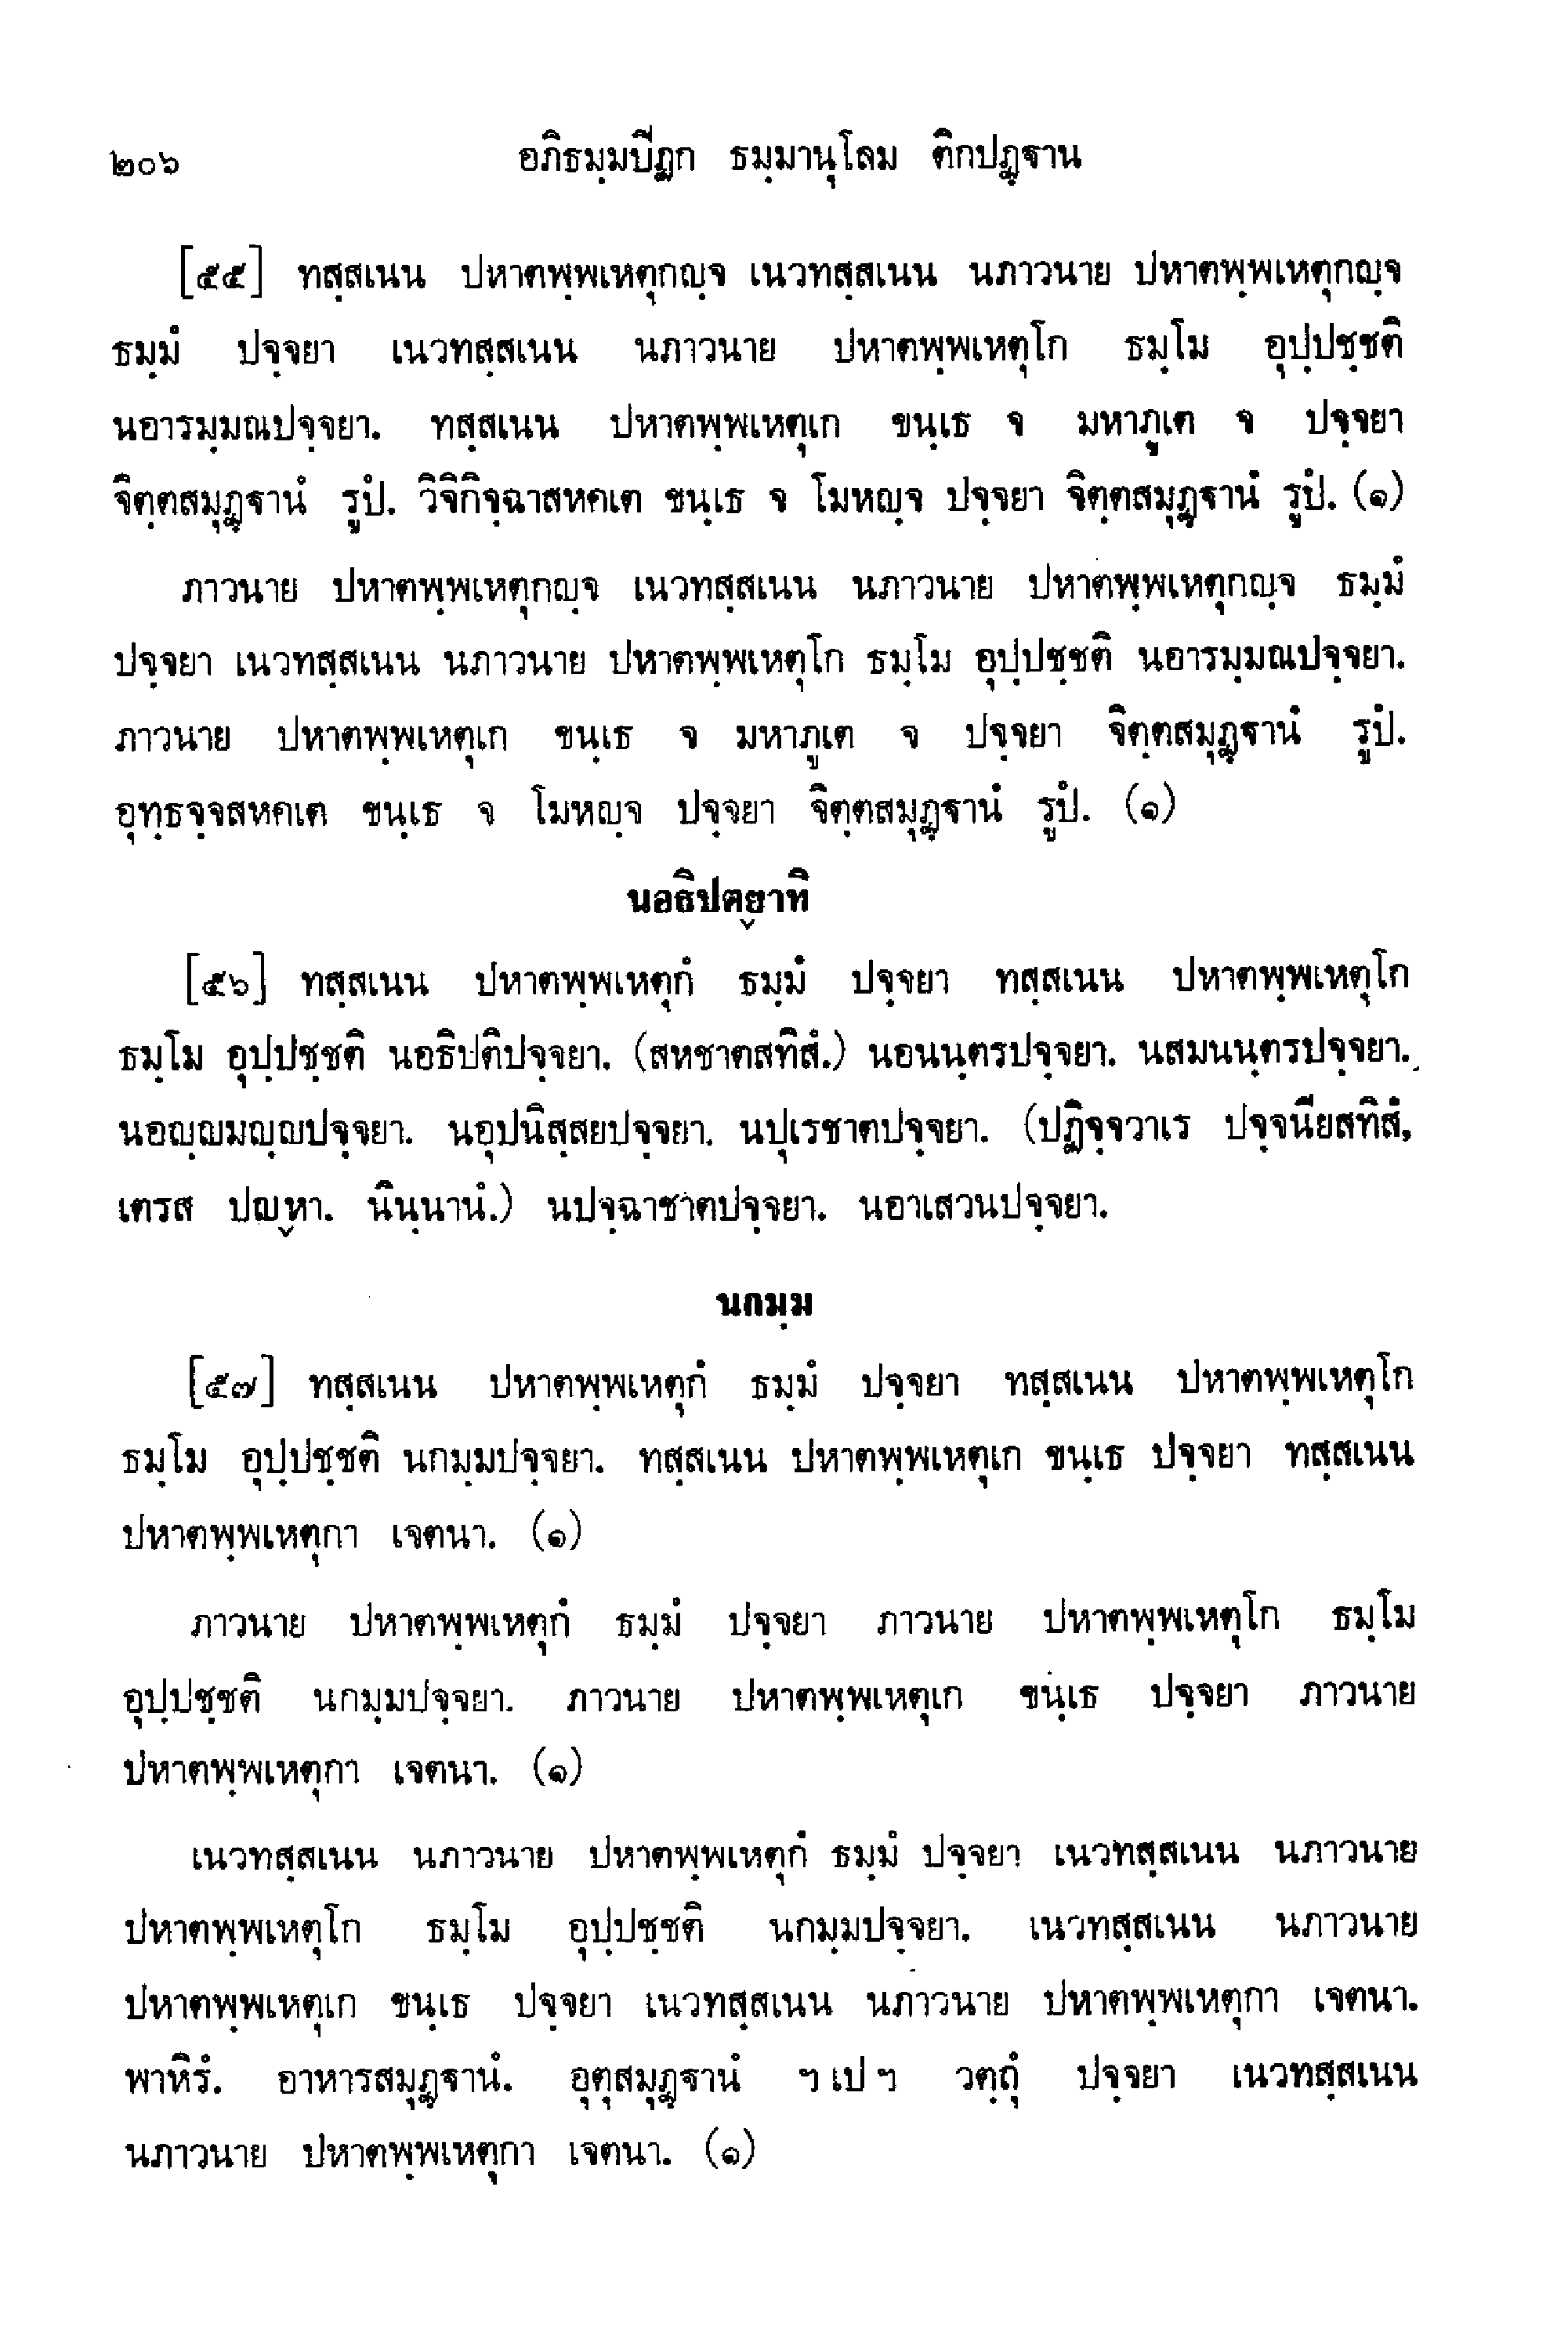 ๒๐๖ อภิธมฺมปีฏก ธมฺมานุโลม ติกปฏฺฐาน
[๕๕] ทสฺสเนน ปหาตพฺพเหตุกญฺจ เนวทสฺสเนน นภาวนาย ปหาตพฺพเหตุกญฺจ
ธมฺมํ ปจฺจยา เนวทสฺสเนน นภาวนาย ปหาตพฺพเหตุโก ธมฺโม อุปฺปชฺชติ
นอารมฺมณปจฺจยา. ทสฺสเนน ปหาตพฺพเหตุเก ขนฺเธ จ มหาภูเต จ ปจฺจยา
จิตฺตสมุฏฺฐานํ รูปํ. วิจิกิจฺฉาสหคเต ขนฺเธ จ โมหญฺจ ปจฺจยา จิตฺตสมุฏฺฐานํ รูปํ. (๑)
ภาวนาย ปหาตพฺพเหตุกญฺจ เนวทสฺสเนน นภาวนาย ปหาตพฺพเหตุกญฺจ ธมฺมํ
ปจฺจยา เนวทสฺสเนน นภาวนาย ปหาตพฺพเหตุโก ธมฺโม อุปฺปชฺชติ นอารมฺมณปจฺจยา.
ภาวนาย ปหาตพฺพเหตุเก ขนฺเธ จ มหาภูเต จ ปจฺจยา จิตฺตสมุฏฺฐานํ รูปํ.
อุทฺธจฺจสหคเต ขนฺเธ จ โมหญฺจ ปจฺจยา จิตฺตสมุฏฺฐานํ รูปํ. (๑)
นอธิปตฺยาทิ
[๕๖] ทสฺสเนน ปหาตพฺพเหตุกํ ธมฺมํ ปจฺจยา ทสฺสเนน ปหาตพฺพเหตุโก
ธมฺโม อุปฺปชฺชติ นอธิปติปจฺจยา. (สหชาตสทิสํ.) นอนนฺตรปจฺจยา. นสมนนฺตรปจฺจยา.
นอญฺญมญฺญปจฺจยา. นอุปนิสฺสยปจฺจยา. นปุเรชาตปจฺจยา. (ปฏิจฺจวาเร ปจฺจนียสทิสํ,
เตรส ปญฺหา. นินฺนานํ.) นปจฺฉาชาตปจฺจยา. นอาเสวนปจฺจยา.
นกมฺม
[๕๗] ทสฺสเนน ปหาตพฺพเหตุกํ ธมฺมํ ปจฺจยา ทสฺสเนน ปหาตพฺพเหตุโก
ธมฺโม อุปฺปชฺชติ นกมฺมปจฺจยา. ทสฺสเนน ปหาตพฺพเหตุเก ขนฺเธ ปจฺจยา ทสฺสเนน
ปหาตพฺพเหตุกา เจตนา. (๑)
ภาวนาย ปหาตพฺพเหตุกํ ธมฺมํ ปจฺจยา ภาวนาย ปหาตพฺพเหตุโก ธมฺโม
อุปฺปชฺชติ นกมฺมปจฺจยา. ภาวนาย ปหาตพฺพเหตุเก ขนฺเธ ปจฺจยา ภาวนาย
ปหาตพฺพเหตุกา เจตนา. (๑)
เนวทสฺสเนน นภาวนาย ปหาตพฺพเหตุกํ ธมฺมํ ปจฺจยา เนวทสฺสเนน นภาวนาย
ปหาตพฺพเหตุโก ธมฺโม อุปฺปชฺชติ นกมฺมปจฺจยา. เนวทสฺสเนน นภาวนาย
ปหาตพฺพเหตุเก ขนฺเธ ปจฺจยา เนวทสฺสเนน นภาวนาย ปหาตพฺพเหตุกา เจตนา.
พาหิรํ. อาหารสมุฏฺฐานํ. อุตุสมุฏฺฐานํ ฯ เป ฯ วตฺถุํ ปจฺจยา เนวทสฺสเนน
นภาวนาย ปหาตพฺพเหตุกา เจตนา. (๑)